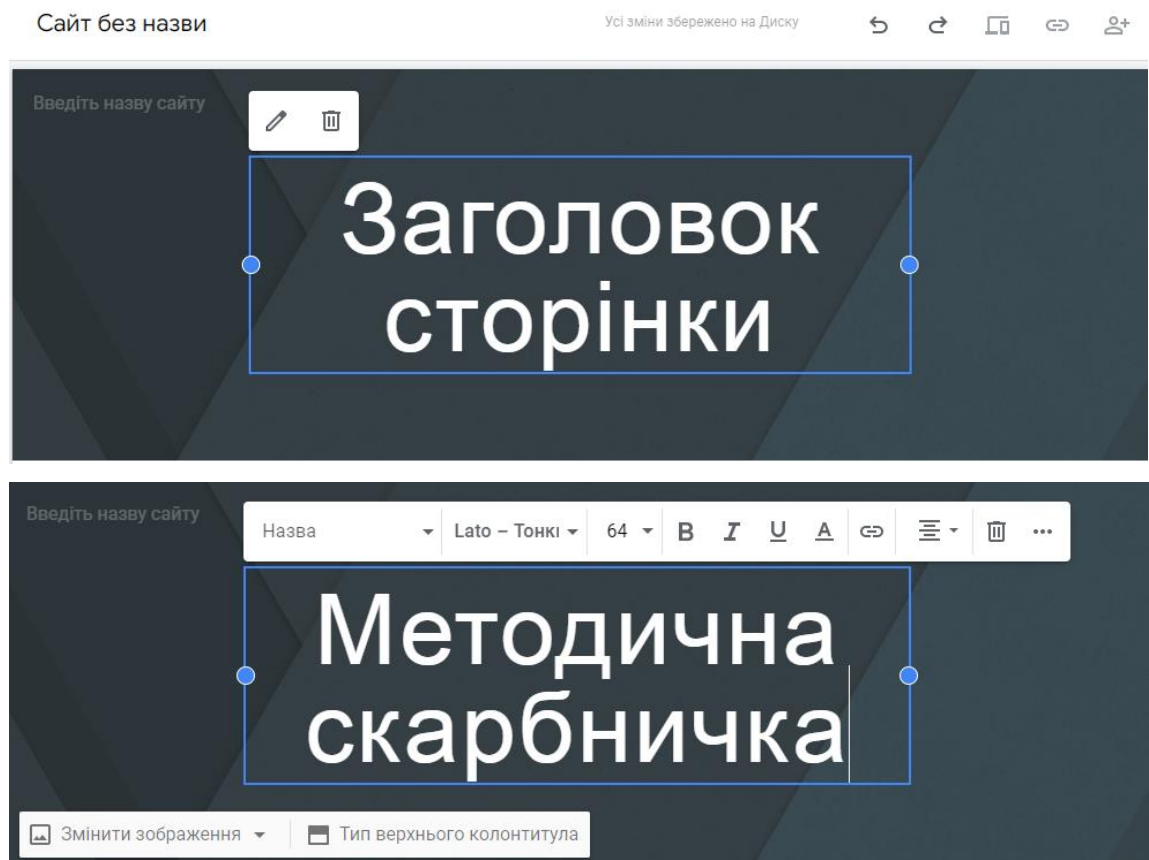 Сайт без назви
Усі зміни збережено на Диску
Введіть назву сайту
Заголовок
сторінки
Введіть назву сайту
Назва
Lato – Тонкі
64
B I U A
Методична
скарбничка
Змінити зображення
Тип верхнього колонтитула